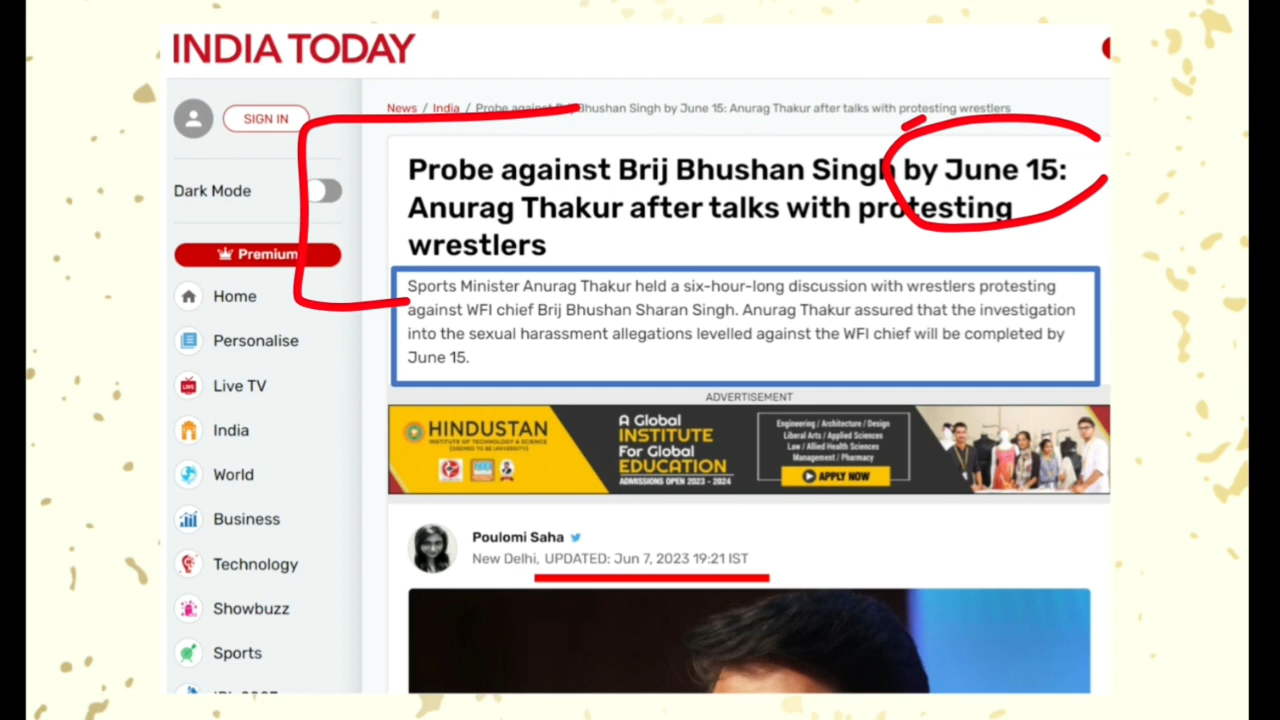 INDIA TODAY
SIGN IN
Dark Mode
Premium
Home
Personalise
LIVE
Live TV
India
World
Business
Technology
Showbuzz
Sports
News / India / Probe against Brij Bhushan Singh by June 15: Anurag Thakur after talks with protesting wrestlers
Probe against Brij Bhushan Singh by June 15:
Anurag Thakur after talks with protesting
wrestlers
Sports Minister Anurag Thakur held a six-hour-long discussion with wrestlers protesting
against WFI chief Brij Bhushan Sharan Singh. Anurag Thakur assured that the investigation
into the sexual harassment allegations levelled against the WFI chief will be completed by
June 15.
ADVERTISEMENT
HINDUSTAN
INSTITUTE OF TECHNOLOGY & SCIENCE
(DEEMED TO BE UNIVERSITY)
A Global
INSTITUTE
For Global
EDUCATION
ADMISSIONS OPEN 2023 - 2024
Engineering / Architecture / Design
Liberal Arts / Applied Sciences
Law / Allied Health Sciences
Management / Pharmacy
APPLY NOW
Poulomi Saha
New Delhi, UPDATED: Jun 7, 2023 19:21 IST